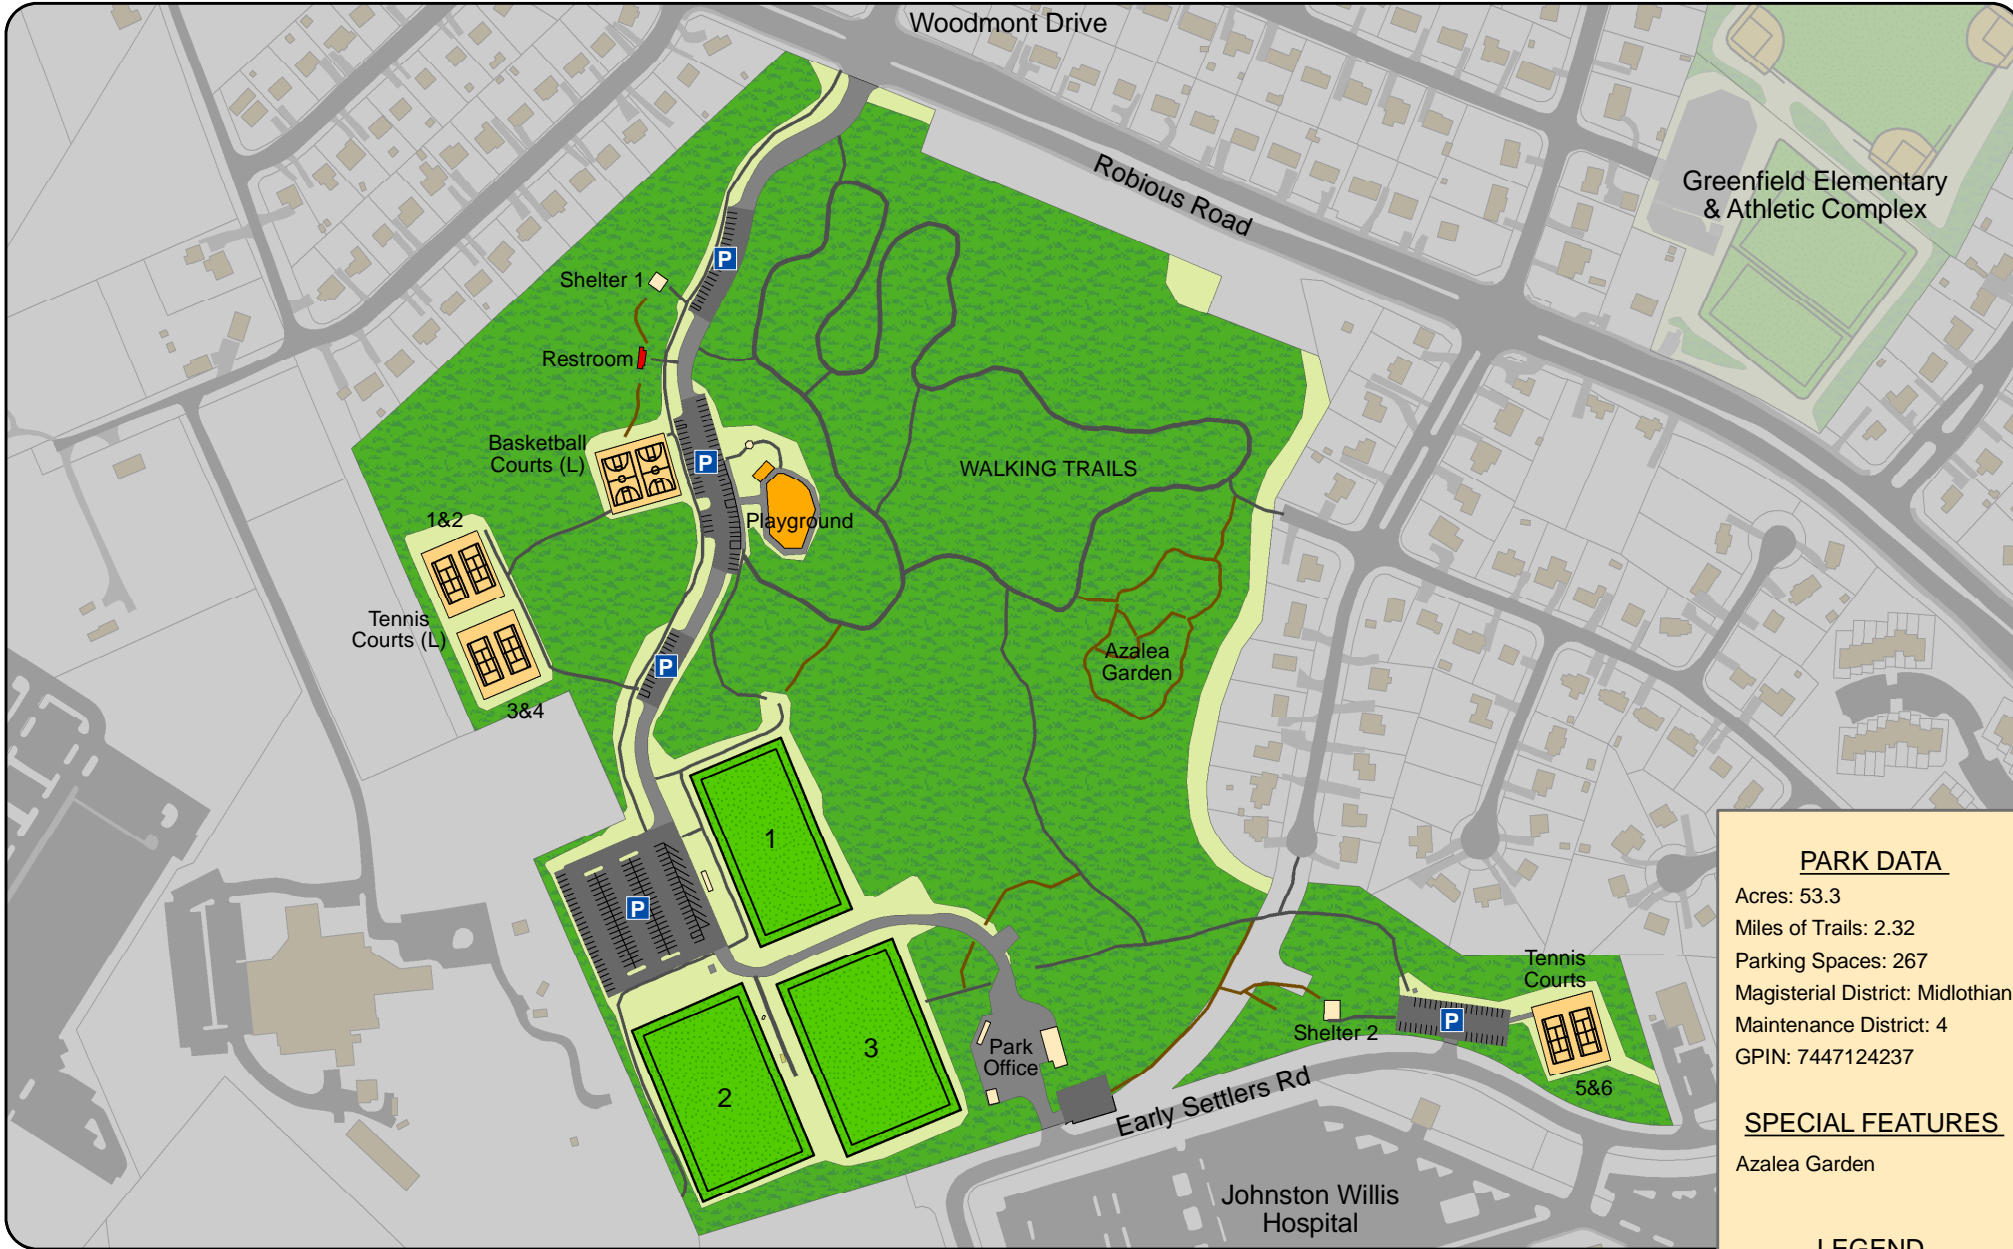 Woodmont Drive
Robious Road
Greenfield Elementary
& Athletic Complex
P
Shelter 1
Restroom
Basketball
Courts (L)
P
WALKING TRAILS
Playground
1&2
Tennis
Courts (L)
3&4
P
Azalea
Garden
1
P
2
3
Park
Office
Tennis
Courts
P
Shelter 2
5&6
Early Settlers Rd
Johnston Willis
Hospital
PARK DATA
Acres: 53.3
Miles of Trails: 2.32
Parking Spaces: 267
Magisterial District: Midlothian
Maintenance District: 4
GPIN: 7447124237
SPECIAL FEATURES
Azalea Garden
LEGEND